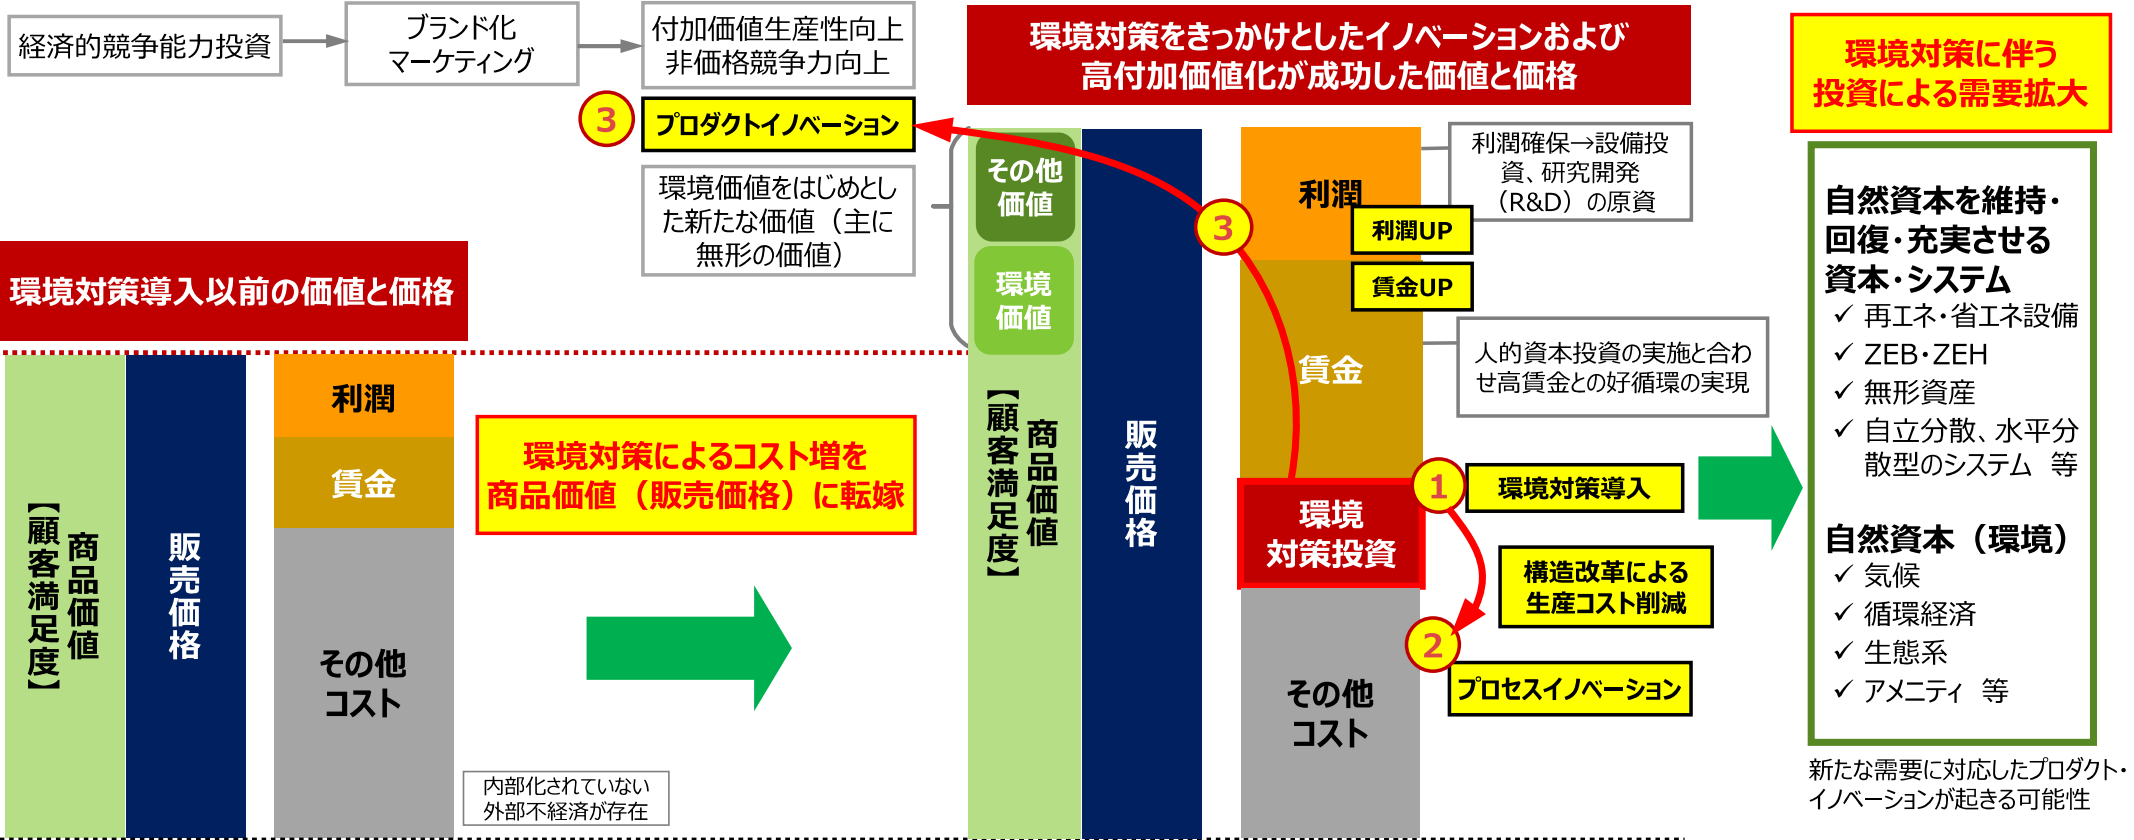 経済的競争能力投資
ブランド化
マーケティング
付加価値生産性向上
非価格競争力向上
③
プロダクトイノベーション
環境価値をはじめとし
た新たな価値（主に
無形の価値）
環境対策導入以前の価値と価格
商品価値
【顧客満足度】
販売価格
利潤
賃金
その他
コスト
内部化されていない
外部不経済が存在
環境対策によるコスト増を
商品価値（販売価格）に転嫁
環境対策をきっかけとしたイノベーションおよび
高付加価値化が成功した価値と価格
その他
価値
環境
価値
商品価値
【顧客満足度】
販売価格
③
利潤
利潤UP
賃金UP
賃金
環境
対策投資
その他
コスト
利潤確保→設備投
資、研究開発
（R&D）の原資
人的資本投資の実施と合わ
せ高賃金との好循環の実現
①
環境対策導入
構造改革による
生産コスト削減
②
プロセスイノベーション
環境対策に伴う
投資による需要拡大
自然資本を維持・
回復・充実させる
資本・システム
✓ 再エネ・省エネ設備
✓ ZEB・ZEH
✓ 無形資産
✓ 自立分散、水平分
散型のシステム　等
自然資本（環境）
✓ 気候
✓ 循環経済
✓ 生態系
✓ アメニティ　等
新たな需要に対応したプロダクト・
イノベーションが起きる可能性